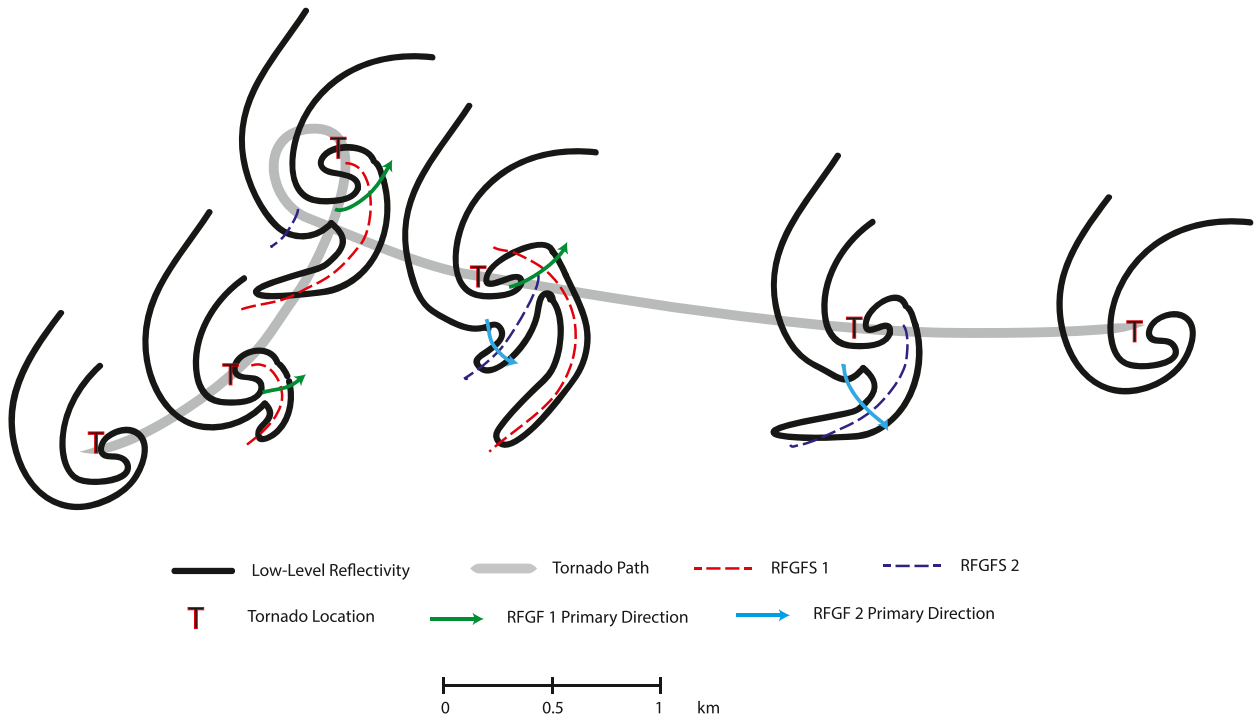 T
T
T
T
T
T
Low-Level Reflectivity
Tornado Path
RFGFS 1
RFGFS 2
T
Tornado Location
RFGF 1 Primary Direction
RFGF 2 Primary Direction
0 0.5 1 km